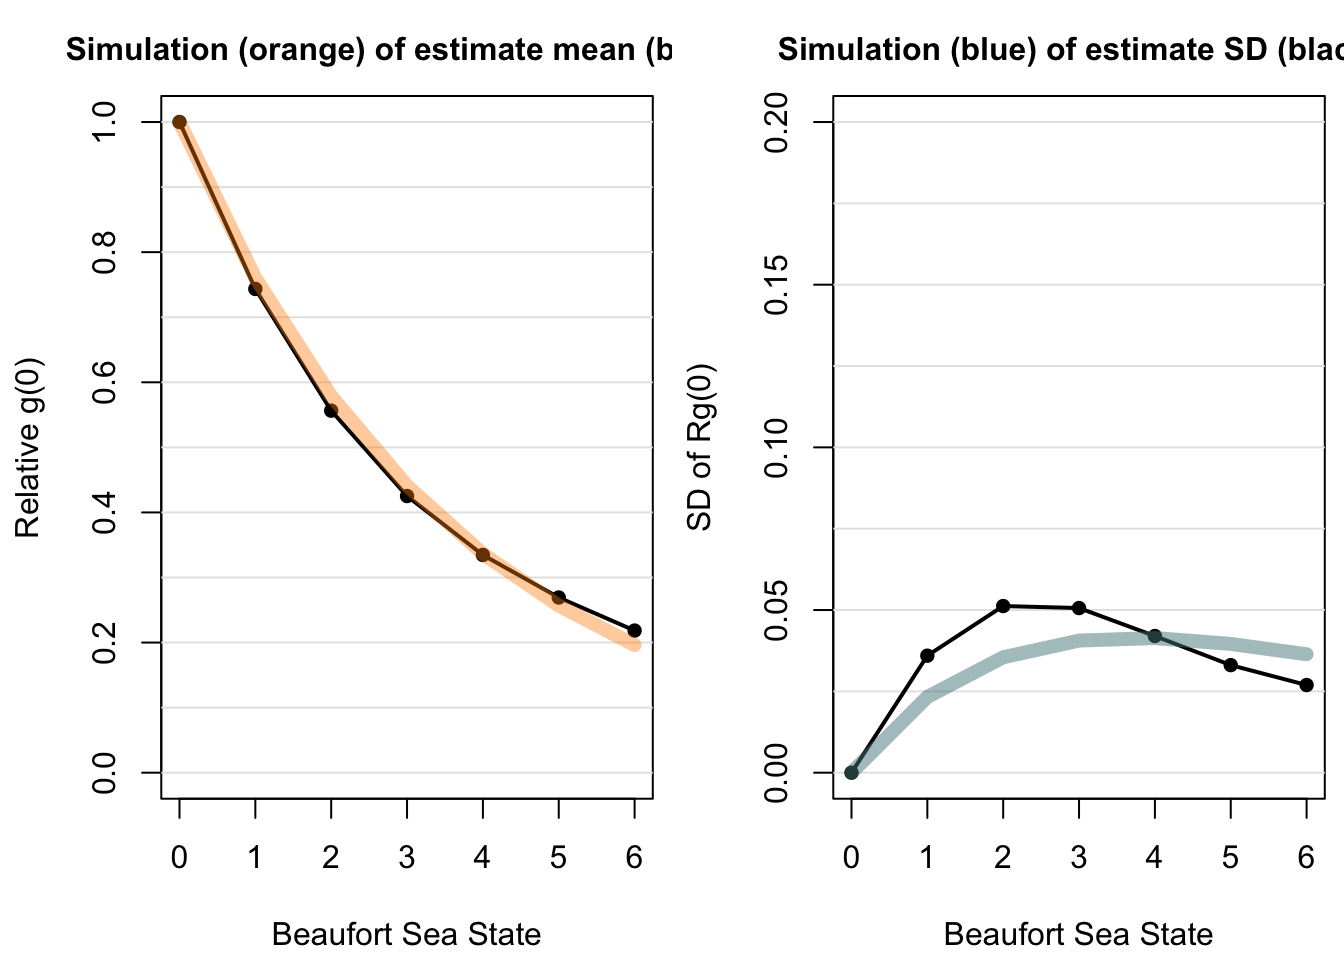 Simulation (orange) of estimate mean (b
Relative g(0)
1.0
0.8
0.6
0.4
0.2
0.0
0 1 2 3 4 5 6
Beaufort Sea State
Simulation (blue) of estimate SD (blac
SD of Rg(0)
0.20
0.15
0.10
0.05
0.00
0 1 2 3 4 5 6
Beaufort Sea State